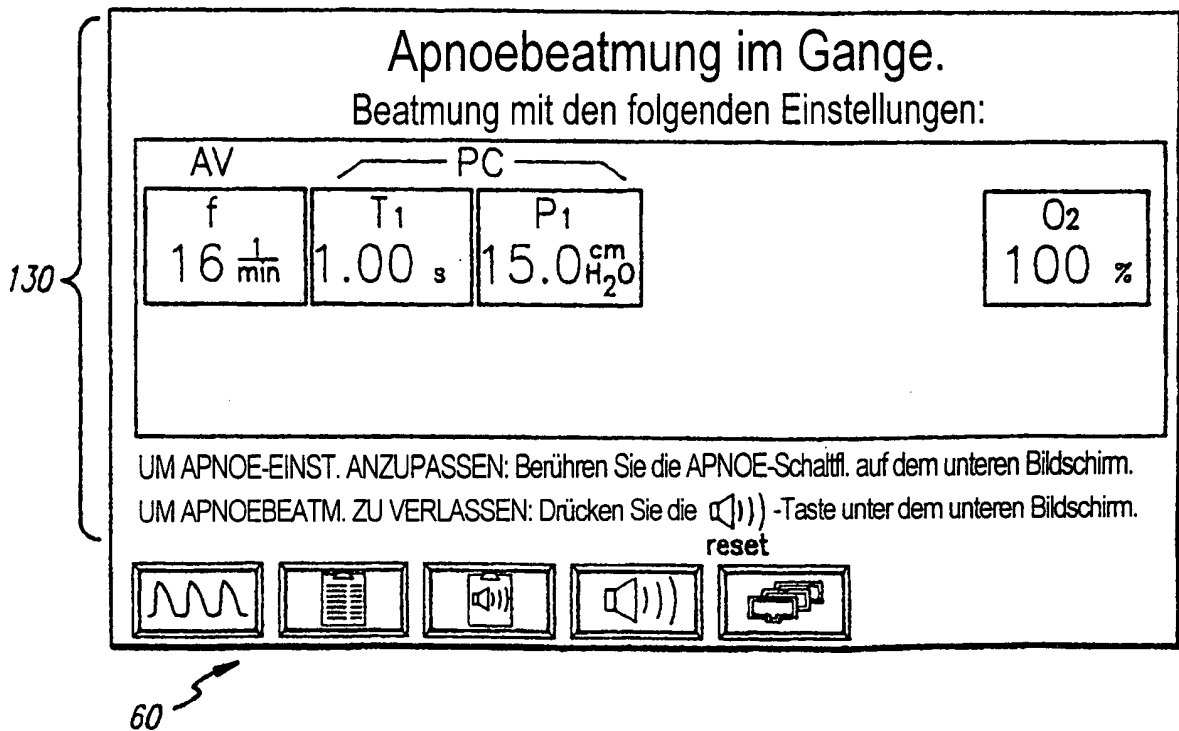 Apnoebeatmung im Gange.
Beatmung mit den folgenden Einstellungen:
AV PC
f T1 P1 O2
16 1/min 1.00 s 15.0 cm H2O 100 %
130
UM APNOE-EINST. ANZUPASSEN: Berühren Sie die APNOE-Schaltfl. auf dem unteren Bildschirm.
UM APNOEBEATM. ZU VERLASSEN: Drücken Sie die -Taste unter dem unteren Bildschirm.
reset
60